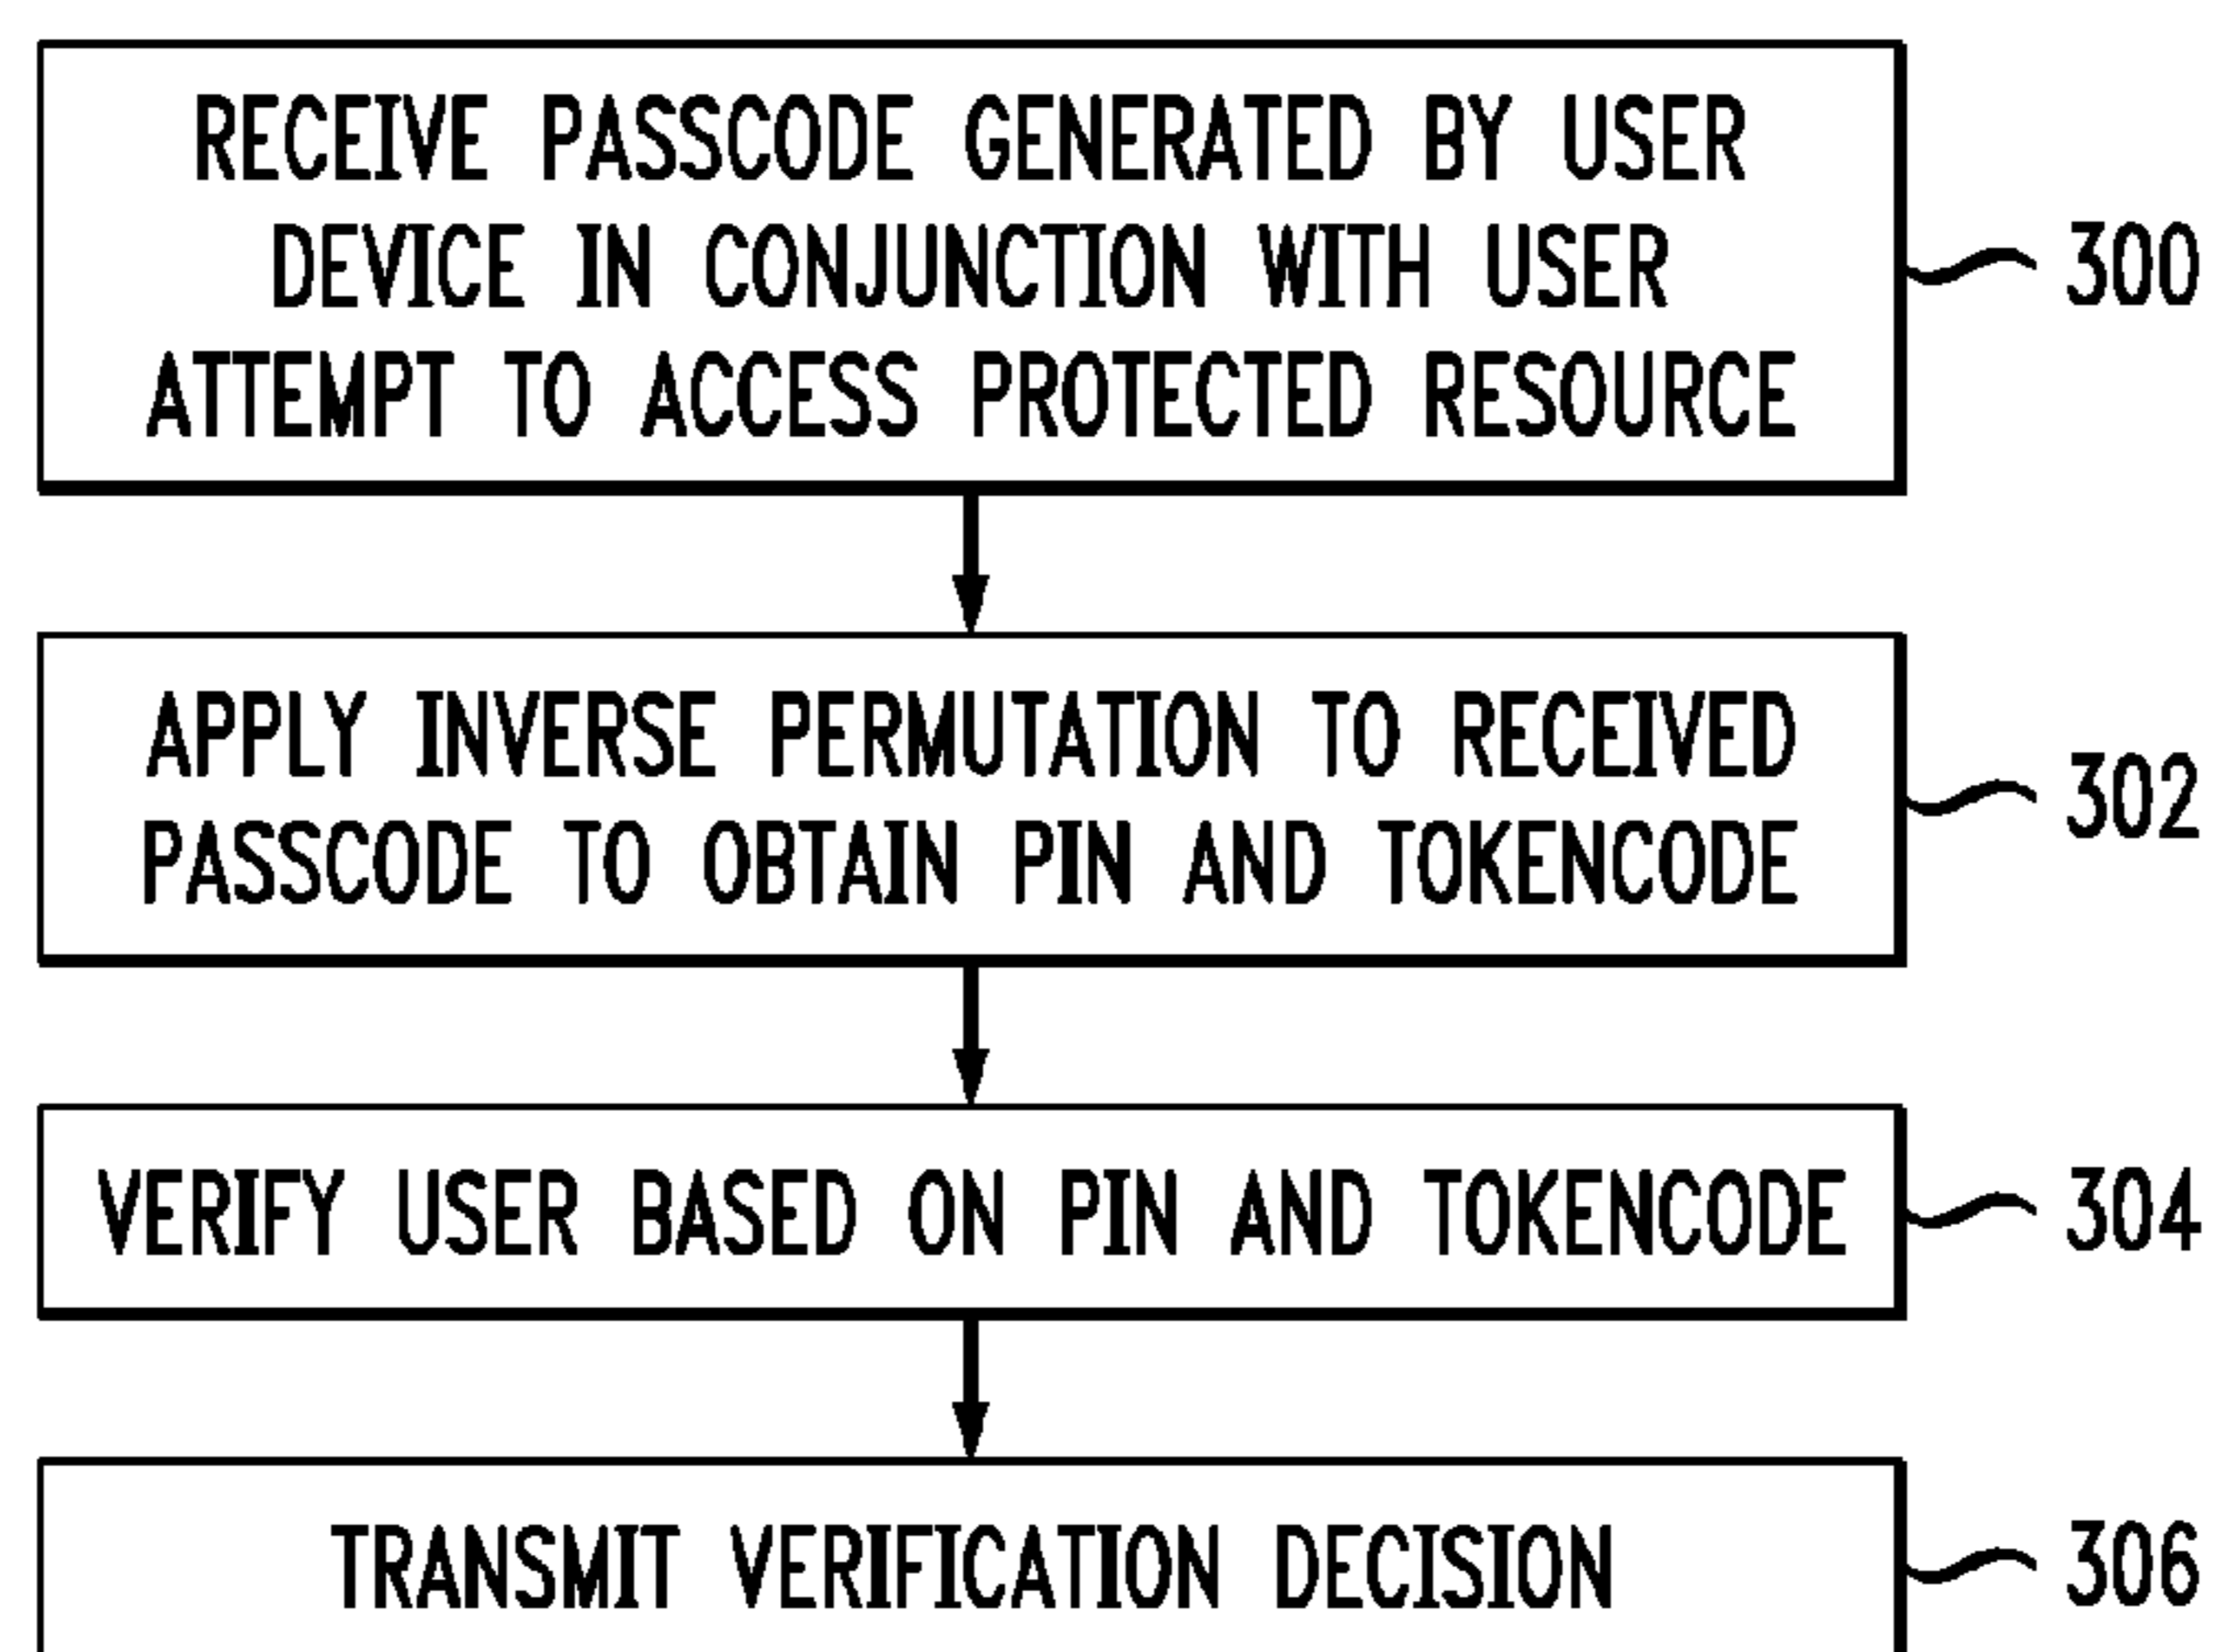 RECEIVE PASSCODE GENERATED BY USER
DEVICE IN CONJUNCTION WITH USER
ATTEMPT TO ACCESS PROTECTED RESOURCE
300
APPLY INVERSE PERMUTATION TO RECEIVED
PASSCODE TO OBTAIN PIN AND TOKENCODE
302
VERIFY USER BASED ON PIN AND TOKENCODE
304
TRANSMIT VERIFICATION DECISION
306